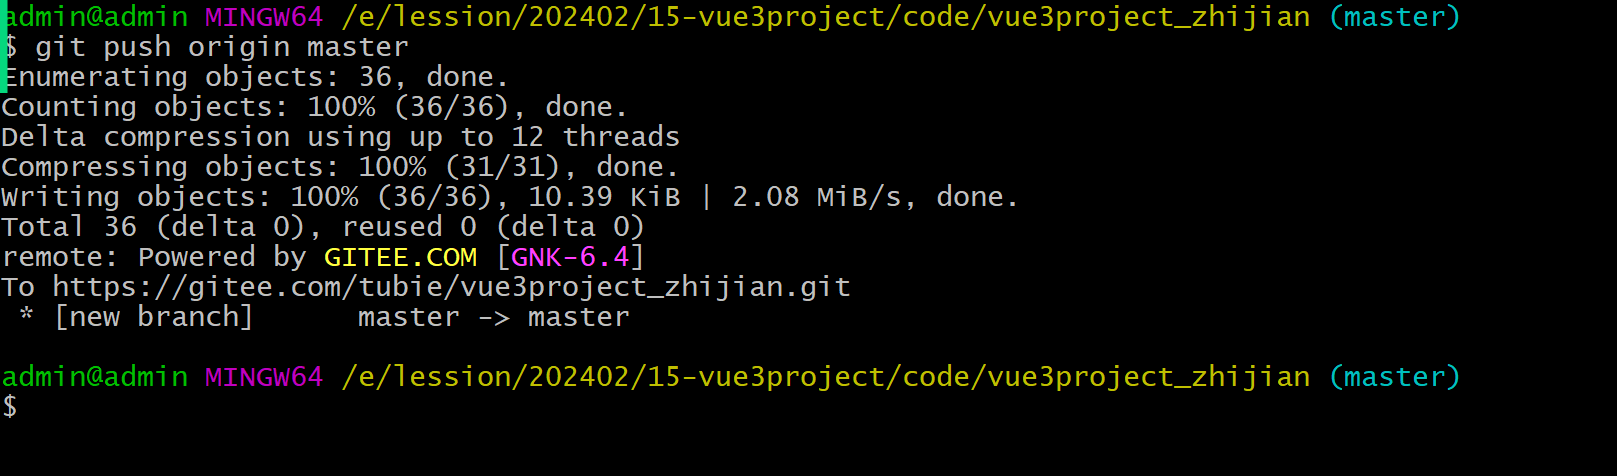 admin@admin MINGW64 /e/lession/202402/15-vue3project/code/vue3project_zhijian (master)
$ git push origin master
Enumerating objects: 36, done.
Counting objects: 100% (36/36), done.
Delta compression using up to 12 threads
Compressing objects: 100% (31/31), done.
Writing objects: 100% (36/36), 10.39 KiB | 2.08 MiB/s, done.
Total 36 (delta 0), reused 0 (delta 0)
remote: Powered by GITEE.COM [GNK-6.4]
To https://gitee.com/tubie/vue3project_zhijian.git
 * [new branch]      master -> master
admin@admin MINGW64 /e/lession/202402/15-vue3project/code/vue3project_zhijian (master)
$